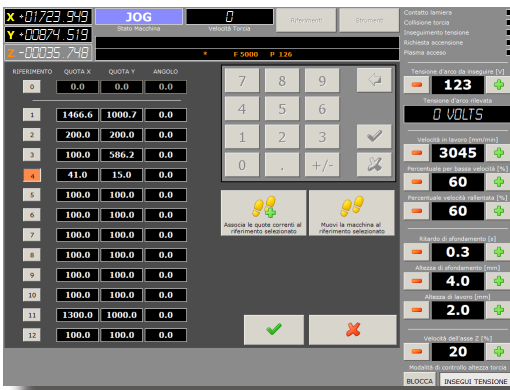 X +01723.949
JOG
Stato Macchina
0
Velocità Torcia
Riferimenti
Strumenti
Y +00874.519
Z -00035.748
* F 5000 P 126
Contatto lamiera
Collisione torcia
Inseguimento tensione
Richiesta accensione
Plasma acceso
RIFERIMENTO QUOTA X QUOTA Y ANGOLO
0 0.0 0.0 0.0
1 1466.6 1000.7 0.0
2 200.0 200.0 0.0
3 100.0 586.2 0.0
4 41.0 15.0 0.0
5 100.0 100.0 0.0
6 100.0 100.0 0.0
7 100.0 100.0 0.0
8 100.0 100.0 0.0
9 100.0 100.0 0.0
10 100.0 100.0 0.0
11 1300.0 1000.0 0.0
12 100.0 100.0 0.0
7 8 9
4 5 6
1 2 3
0 . +/-
Associa le quote correnti al
riferimento selezionato
Muovi la macchina al
riferimento selezionato
Tensione d'arco da inseguire [V]
123
Tensione d'arco rilevata
0 VOLTS
Velocità in lavoro [mm/min]
3045
Percentuale per bassa velocità [%]
60
Percentuale velocità rallentata [%]
60
Ritardo di sfondamento [s]
0.3
Altezza di sfondamento [mm]
4.0
Altezza di lavoro [mm]
2.0
Velocità dell'asse Z [%]
20
Modalità di controllo altezza torcia
BLOCCA
INSEGUI TENSIONE